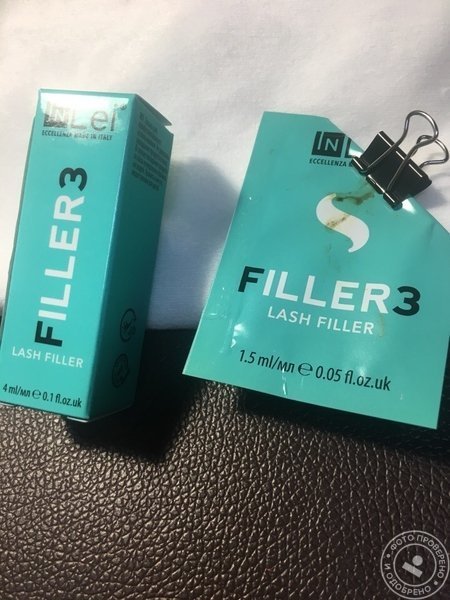 INLei®
ECCELLENZA MADE IN ITALY
FILLER3
LASH FILLER
4 ml/мл ℮ 0.1 fl.oz.uk
INLei
ECCELLENZA
FILLER3
LASH FILLER
1.5 ml/мл ℮ 0.05 fl.oz.uk
ФОТО ПРОВЕРЕНО
И ОДОБРЕНО